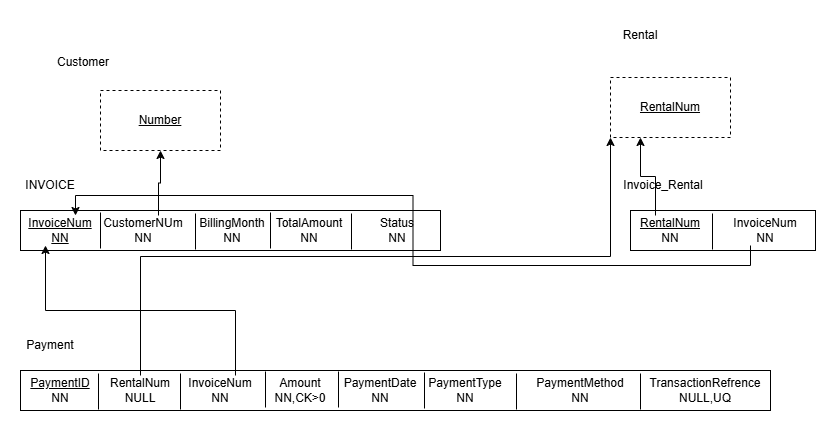 Rental
Customer
RentalNum
Number
INVOICE
Invoice_Rental
InvoiceNum CustomerNUm BillingMonth TotalAmount Status
NN NN NN NN NN
RentalNum InvoiceNum
NN NN
Payment
PaymentID RentalNum InvoiceNum Amount PaymentDate PaymentType PaymentMethod TransactionRefrence
NN NULL NN NN,CK>0 NN NN NN NULL,UQ